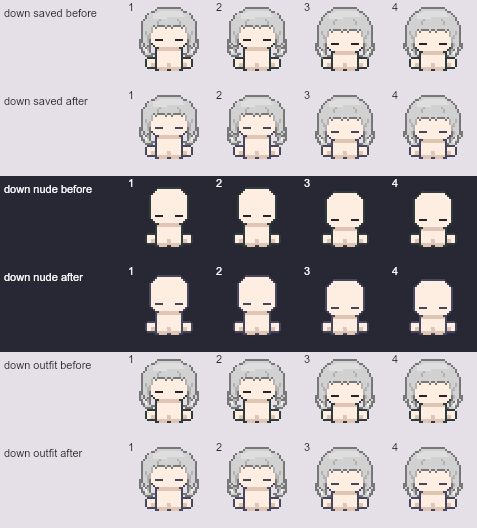 down saved before 1 2 3 4
down saved after 1 2 3 4
down nude before 1 2 3 4
down nude after 1 2 3 4
down outfit before 1 2 3 4
down outfit after 1 2 3 4